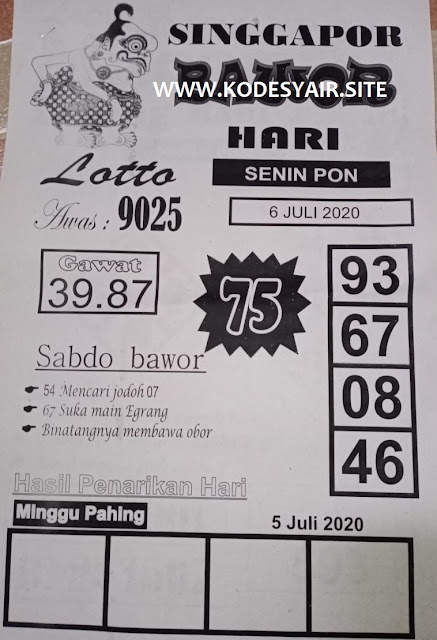 SINGGAPOR
BAWOR
WWW.KODESYAIR.SITE
HARI
Lotto
SENIN PON
Awas : 9025
6 JULI 2020
Gawat
39.87
75
93
67
08
46
Sabdo bawor
54 Mencari jodoh 07
67 Suka main Egrang
Binatangnya membawa obor
Hasil Penarikan Hari
Minggu Pahing
5 Juli 2020